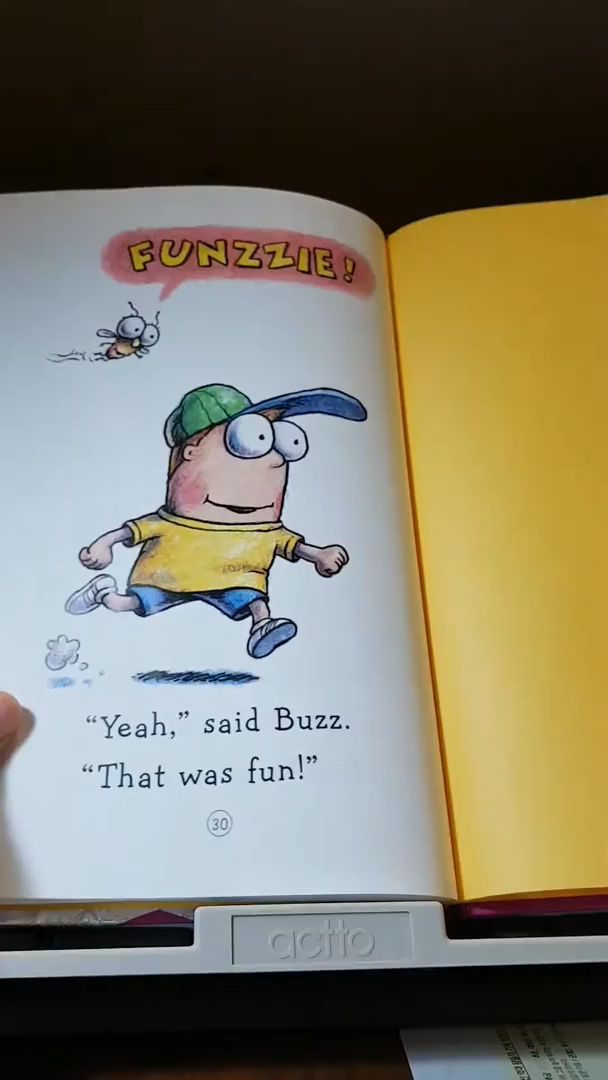 FUNZZIE!
“Yeah,” said Buzz.
“That was fun!”
30
actto